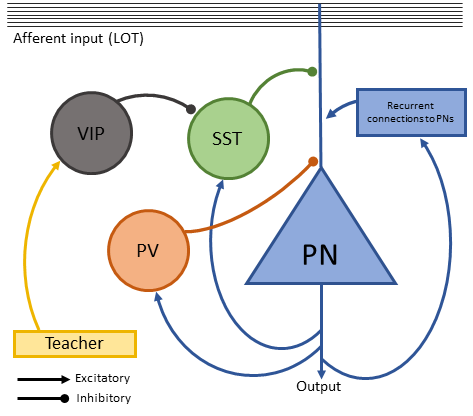 Afferent input (LOT)
VIP
SST
Recurrent
connections to PNs
PV
PN
Teacher
Excitatory
Inhibitory
Output